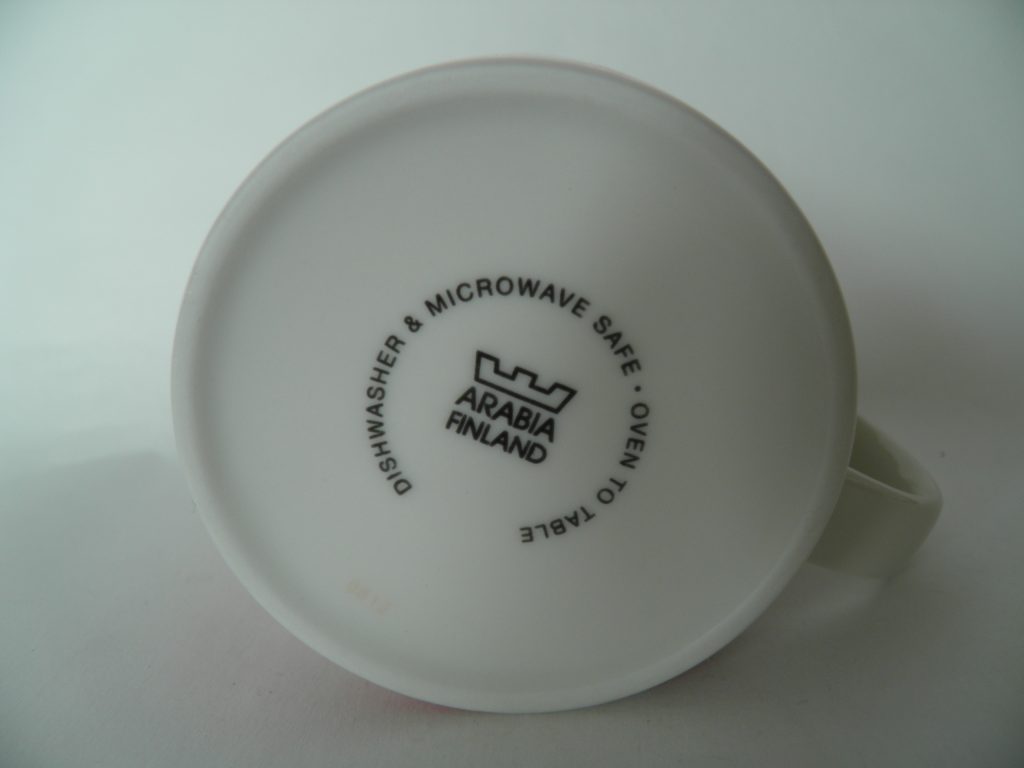 DISHWASHER & MICROWAVE SAFE · OVEN TO TABLE
ARABIA
FINLAND